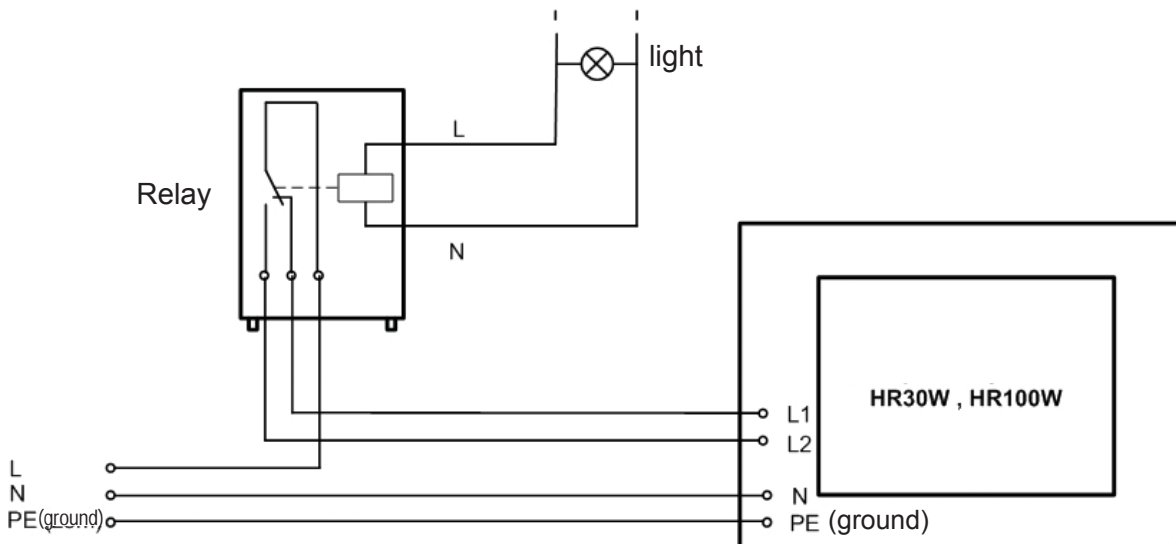 light
L
Relay
N
HR30W , HR100W
L1
L2
L
N
N
PE(ground)
PE (ground)